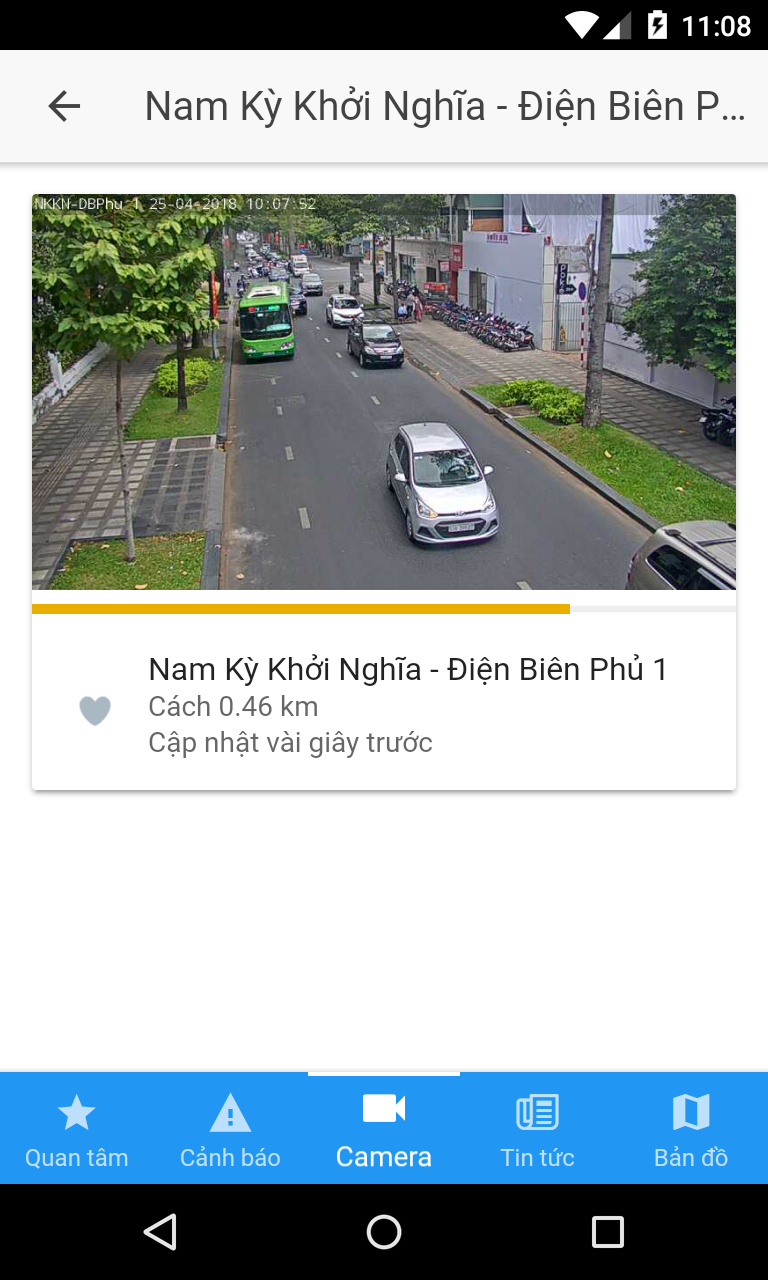 11:08
Nam Kỳ Khởi Nghĩa - Điện Biên P...
NKKN-DBPhu 1 25-04-2018 10:07:52
Nam Kỳ Khởi Nghĩa - Điện Biên Phủ 1
Cách 0.46 km
Cập nhật vài giây trước
Quan tâm
Cảnh báo
Camera
Tin tức
Bản đồ